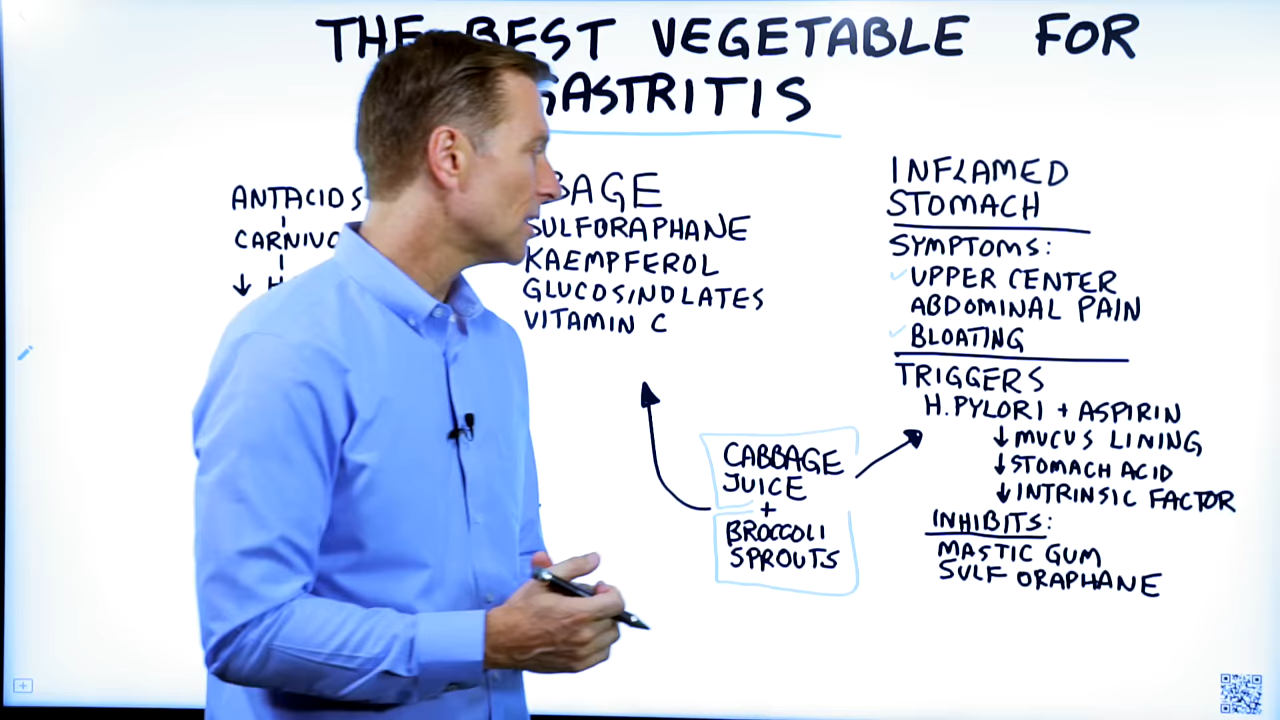 THE BEST VEGETABLE FOR
GASTRITIS
ANTACIDS
CARNIVO
↓ H
BAGE
SULFORAPHANE
KAEMPFEROL
GLUCOSINOLATES
VITAMIN C
CABBAGE
JUICE
+
BROCCOLI
SPROUTS
INFLAMED
STOMACH
SYMPTOMS:
✓UPPER CENTER
ABDOMINAL PAIN
✓BLOATING
TRIGGERS
H.PYLORI + ASPIRIN
↓MUCUS LINING
↓STOMACH ACID
↓INTRINSIC FACTOR
INHIBITS:
MASTIC GUM
SULFORAPHANE